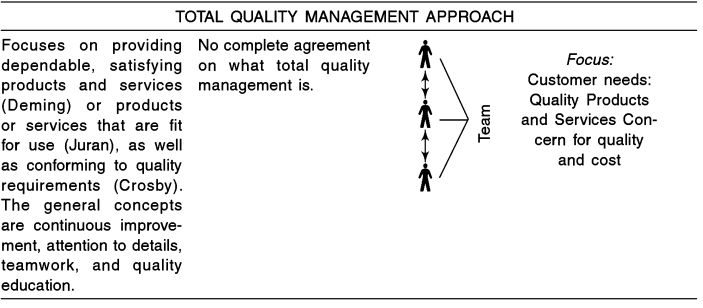 TOTAL QUALITY MANAGEMENT APPROACH
Focuses on providing
dependable, satisfying
products and services
(Deming) or products
or services that are fit
for use (Juran), as well
as conforming to quality
requirements (Crosby).
The general concepts
are continuous improve-
ment, attention to details,
teamwork, and quality
education.
No complete agreement
on what total quality
management is.
Team
Focus:
Customer needs:
Quality Products
and Services Con-
cern for quality
and cost